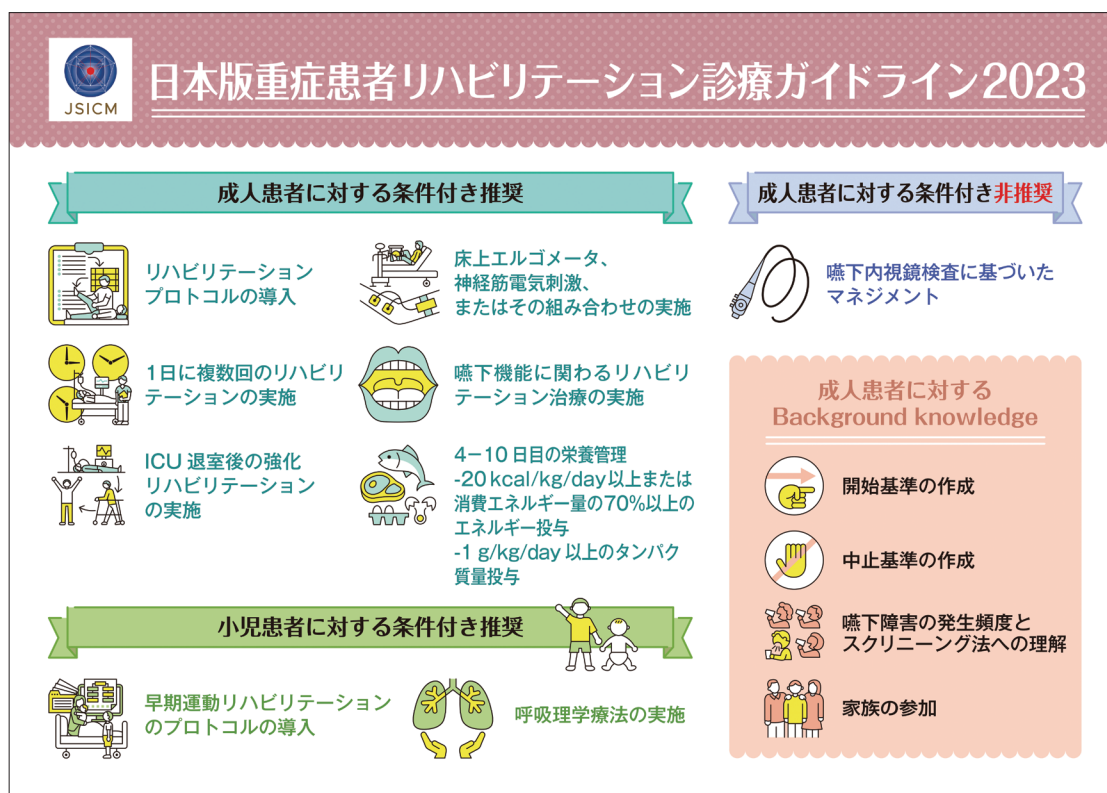 JSICM
日本版重症患者リハビリテーション診療ガイドライン2023
成人患者に対する条件付き推奨
リハビリテーション
プロトコルの導入
床上エルゴメータ、
神経筋電気刺激、
またはその組み合わせの実施
1日に複数回のリハビリ
テーションの実施
嚥下機能に関わるリハビリ
テーション治療の実施
ICU 退室後の強化
リハビリテーション
の実施
4−10 日目の栄養管理
-20 kcal/kg/day以上または
消費エネルギー量の70%以上の
エネルギー投与
-1 g/kg/day 以上のタンパク
質量投与
小児患者に対する条件付き推奨
早期運動リハビリテーション
のプロトコルの導入
呼吸理学療法の実施
成人患者に対する条件付き非推奨
嚥下内視鏡検査に基づいた
マネジメント
成人患者に対する
Background knowledge
開始基準の作成
中止基準の作成
嚥下障害の発生頻度と
スクリーニング法への理解
家族の参加